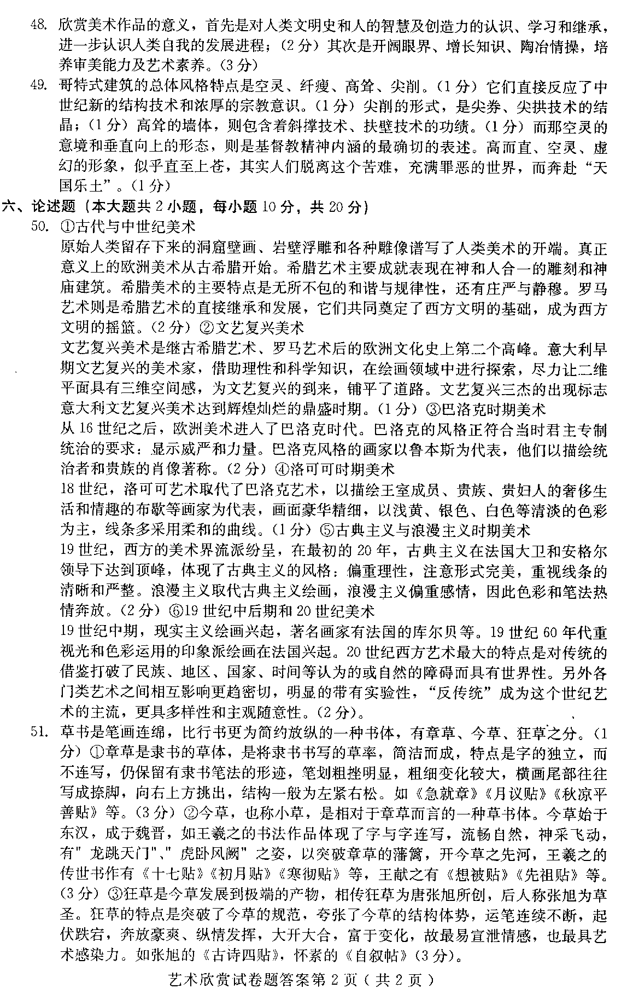 48. 欣赏美术作品的意义，首先是对人类文明史和人的智慧及创造力的认识、学习和继承，
进一步认识人类自我的发展进程；（2 分）其次是开阔眼界、增长知识、陶冶情操，培
养审美能力及艺术素养。（3 分）
49. 哥特式建筑的总体风格特点是空灵、纤瘦、高耸、尖削。（1 分）它们直接反应了中
世纪新的结构技术和浓厚的宗教意识。（1 分）尖削的形式，是尖券、尖拱技术的结
晶；（1 分）高耸的墙体，则包含着斜撑技术、扶壁技术的功绩。（1 分）而那空灵的
意境和垂直向上的形态，则是基督教精神内涵的最确切的表述。高而直、空灵、虚
幻的形象，似乎直至上苍，其实人们脱离这个苦难，充满罪恶的世界，而奔赴“天
国乐土”。（1 分）
六、论述题（本大题共 2 小题，每小题 10 分，共 20 分）
50. ①古代与中世纪美术
原始人类留存下来的洞窟壁画、岩壁浮雕和各种雕像谱写了人类美术的开端。真正
意义上的欧洲美术从古希腊开始。希腊艺术主要成就表现在神和人合一的雕刻和神
庙建筑。希腊美术的主要特点是无所不包的和谐与规律性，还有庄严与静穆。罗马
艺术则是希腊艺术的直接继承和发展，它们共同奠定了西方文明的基础，成为西方
文明的摇篮。（2 分）②文艺复兴美术
文艺复兴美术是继古希腊艺术、罗马艺术后的欧洲文化史上第二个高峰。意大利早
期文艺复兴的美术家，借助理性和科学知识，在绘画领域中进行探索，尽力让二维
平面具有三维空间感，为文艺复兴的到来，铺平了道路。文艺复兴三杰的出现标志
意大利文艺复兴美术达到辉煌灿烂的鼎盛时期。（1 分）③巴洛克时期美术
从 16 世纪之后，欧洲美术进入了巴洛克时代。巴洛克的风格正符合当时君主专制
统治的要求：显示威严和力量。巴洛克风格的画家以鲁本斯为代表，他们以描绘统
治者和贵族的肖像著称。（2 分）④洛可可时期美术
18 世纪，洛可可艺术取代了巴洛克艺术，以描绘王室成员、贵族、贵妇人的奢侈生
活和情趣的布歇等画家为代表，画面豪华精细，以浅黄、银色、白色等清淡的色彩
为主，线条多采用柔和的曲线。（1 分）⑤古典主义与浪漫主义时期美术
19 世纪，西方的美术界流派纷呈，在最初的 20 年，古典主义在法国大卫和安格尔
领导下达到顶峰，体现了古典主义的风格：偏重理性，注意形式完美，重视线条的
清晰和严整。浪漫主义取代古典主义绘画，浪漫主义偏重感情，因此色彩和笔法热
情奔放。（2 分）⑥19 世纪中后期和 20 世纪美术
19 世纪中期，现实主义绘画兴起，著名画家有法国的库尔贝等。19 世纪 60 年代重
视光和色彩运用的印象派绘画在法国兴起。20 世纪西方艺术最大的特点是对传统的
借鉴打破了民族、地区、国家、时间等认为的或自然的障碍而具有世界性。另外各
门类艺术之间相互影响更趋密切，明显的带有实验性，“反传统”成为这个世纪艺
术的主流，更具多样性和主观随意性。（2 分）。
51. 草书是笔画连绵，比行书更为简约放纵的一种书体，有章草、今草、狂草之分。（1
分）①章草是隶书的草体，是将隶书书写的草率，简洁而成，特点是字的独立，而
不连写，仍保留有隶书笔法的形迹，笔划粗挫明显，粗细变化较大，横画尾部往往
写成捺脚，向右上方挑出，结构一般为左紧右松。如《急就章》《月议贴》《秋凉平
善贴》等。（3 分）②今草，也称小草，是相对于章草而言的一种草书体。今草始于
东汉，成于魏晋，如王羲之的书法作品体现了字与字连写，流畅自然，神采飞动，
有" 龙跳天门"、" 虎卧风阙" 之姿，以突破章草的藩篱，开今草之先河，王羲之的
传世书作有《十七贴》《初月贴》《寒彻贴》等，王献之有《想被贴》《先祖贴》等。
（3 分）③狂草是今草发展到极端的产物，相传狂草为唐张旭所创，后人称张旭为草
圣。狂草的特点是突破了今草的规范，夸张了今草的结构体势，运笔连续不断，起
伏跌宕，奔放豪爽、纵情发挥，大开大合，富于变化，故最易宣泄情感，也最具艺
术感染力。如张旭的《古诗四贴》，怀素的《自叙帖》（3 分）。
艺术欣赏试卷题答案第 2 页（ 共 2 页 ）